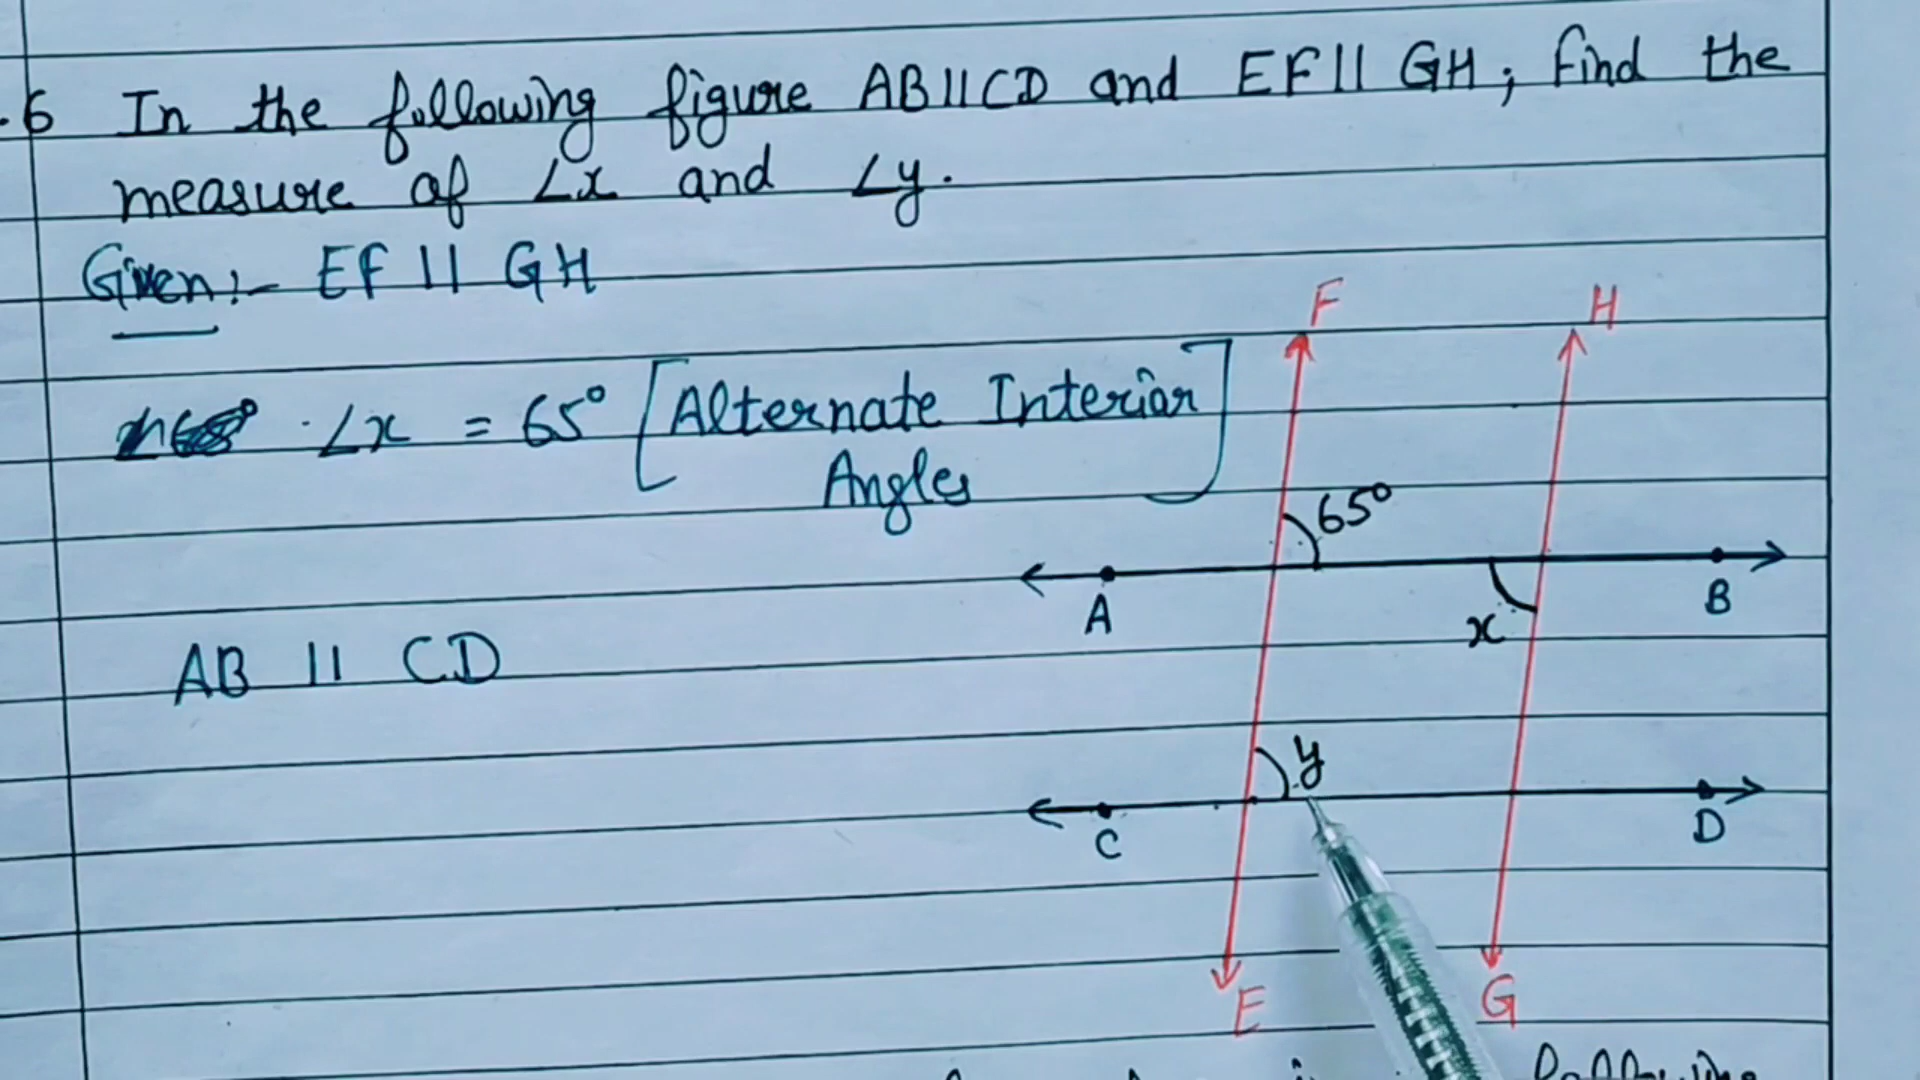 .6 In the following figure AB||CD and EF|| GH; find the
measure of ∠x and ∠y.
Given:- EF || GH
∠x = 65° [Alternate Interior
Angles]
AB || CD
F
H
65°
A
B
x
y
C
D
E
G
following